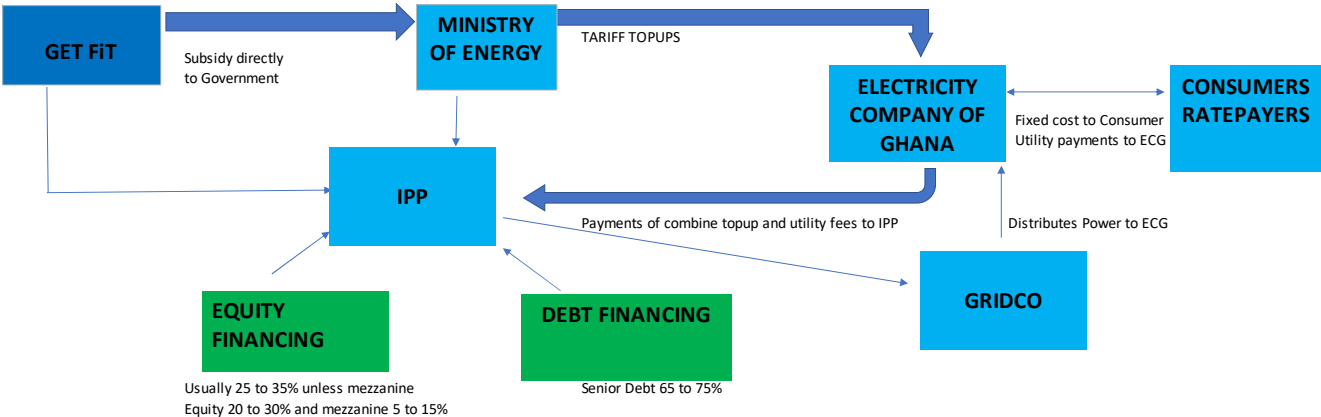 GET FiT
Subsidy directly
to Government
MINISTRY
OF ENERGY
TARIFF TOPUPS
ELECTRICITY
COMPANY OF
GHANA
Fixed cost to Consumer
Utility payments to ECG
CONSUMERS
RATEPAYERS
IPP
Payments of combine topup and utility fees to IPP
Distributes Power to ECG
GRIDCO
EQUITY
FINANCING
Usually 25 to 35% unless mezzanine
Equity 20 to 30% and mezzanine 5 to 15%
DEBT FINANCING
Senior Debt 65 to 75%